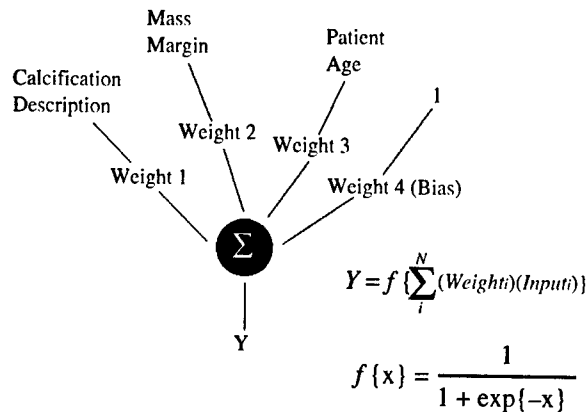 Mass
Margin
Patient
Age
Calcification
Description
1
Weight 2
Weight 3
Weight 1
Weight 4 (Bias)
Σ
Y = f {∑_i^N (Weighti)(Inputi)}
Y
f {x} = 1 / (1 + exp{–x})